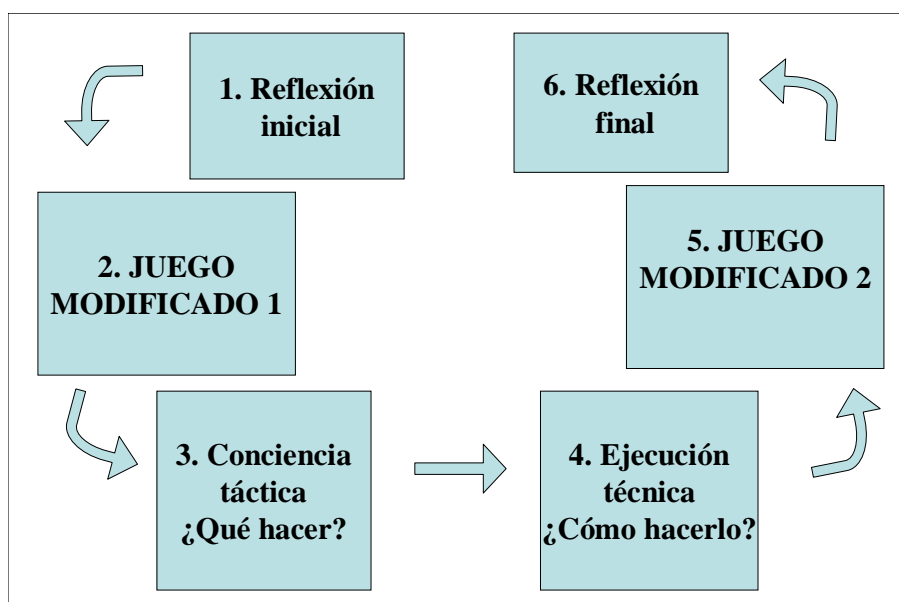 1. Reflexión
inicial
2. JUEGO
MODIFICADO 1
3. Conciencia
táctica
¿Qué hacer?
4. Ejecución
técnica
¿Cómo hacerlo?
5. JUEGO
MODIFICADO 2
6. Reflexión
final